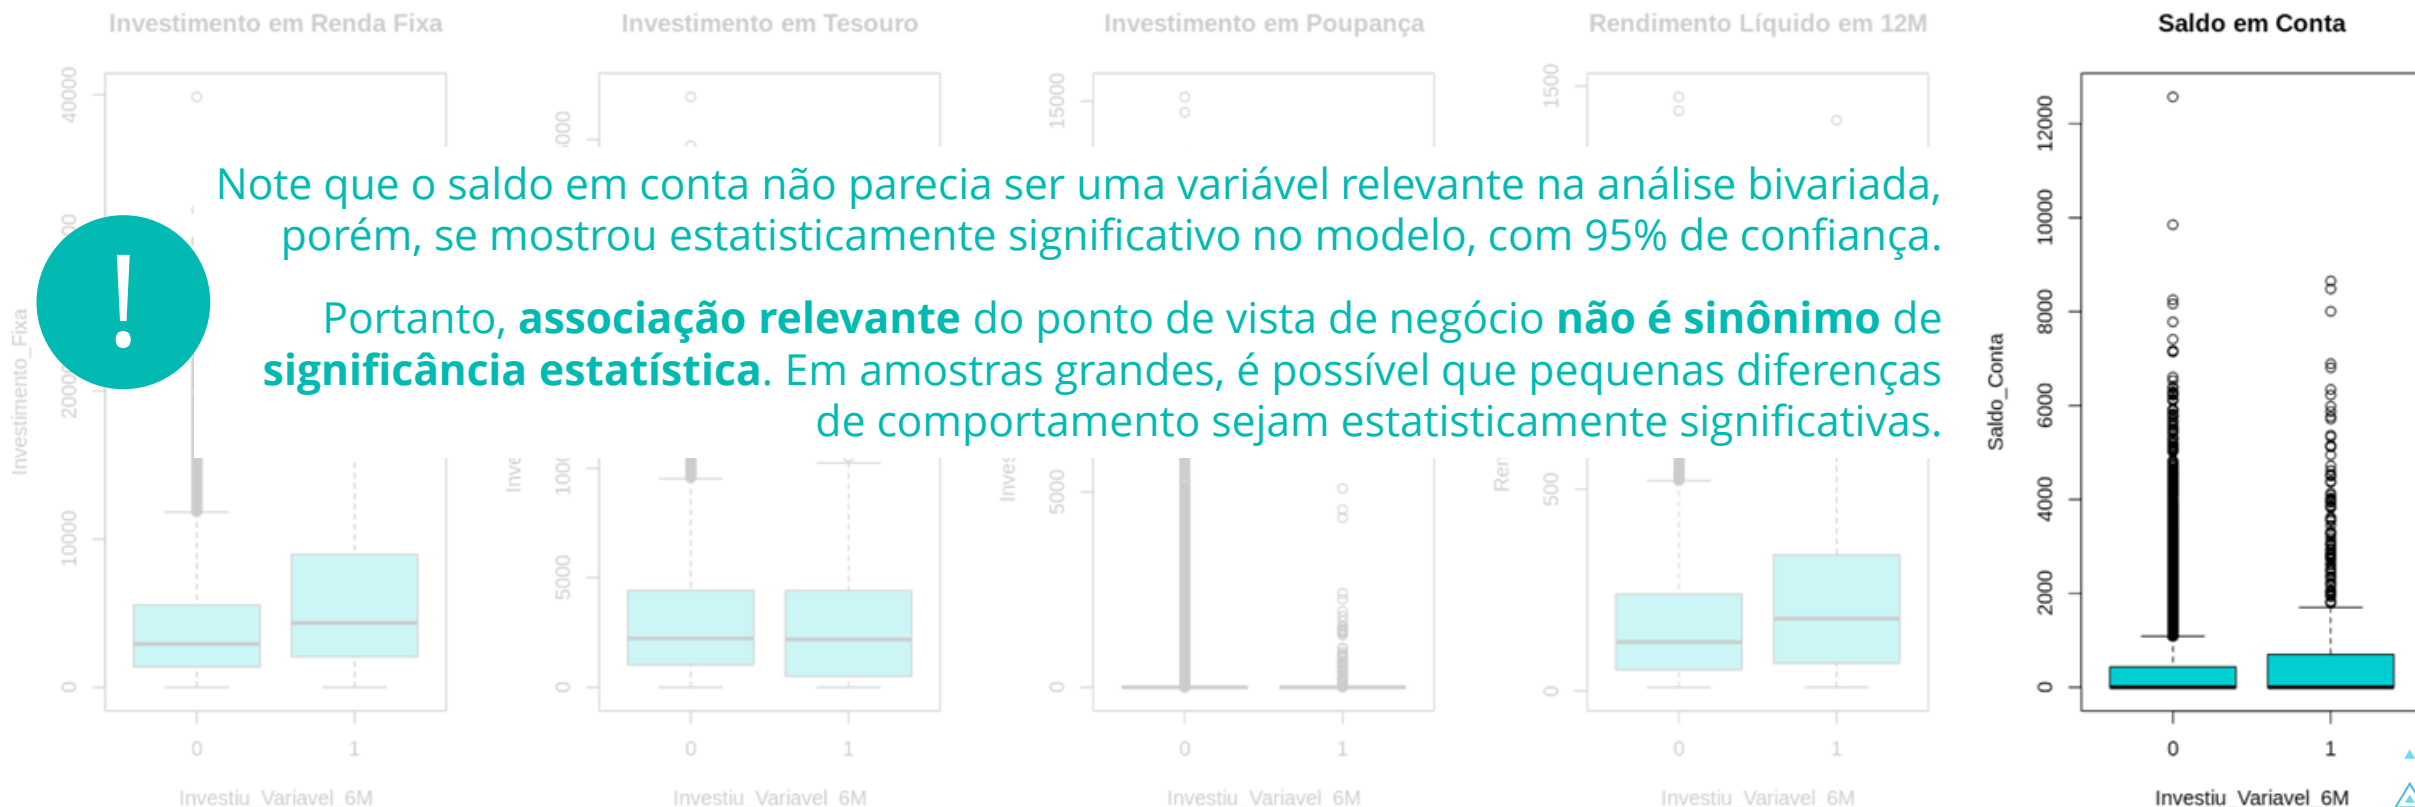 Investimento em Renda Fixa
Investimento em Tesouro
Investimento em Poupança
Rendimento Líquido em 12M
Saldo em Conta
Note que o saldo em conta não parecia ser uma variável relevante na análise bivariada,
porém, se mostrou estatisticamente significativo no modelo, com 95% de confiança.
!
Portanto, associação relevante do ponto de vista de negócio não é sinônimo de
significância estatística. Em amostras grandes, é possível que pequenas diferenças
de comportamento sejam estatisticamente significativas.
Investimento_Fixa
40000
10000
0
0 1
Investiu_Variavel_6M
5000
0
0 1
Investiu_Variavel_6M
15000
5000
0
0 1
Investiu_Variavel_6M
1500
500
0
0 1
Investiu_Variavel_6M
Saldo_Conta
12000
10000
8000
6000
4000
2000
0
0 1
Investiu_Variavel_6M